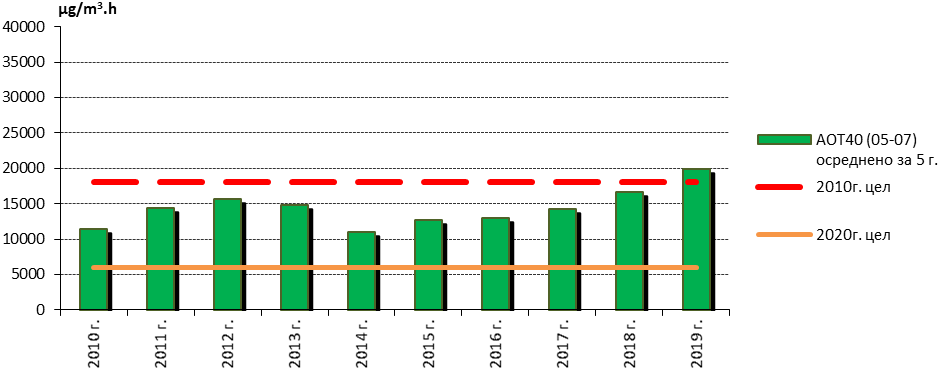 µg/m³.h
40000
35000
30000
25000
20000
15000
10000
5000
0
2010 г.
2011 г.
2012 г.
2013 г.
2014 г.
2015 г.
2016 г.
2017 г.
2018 г.
2019 г.
АОТ40 (05-07)
осреднено за 5 г.
2010г. цел
2020г. цел